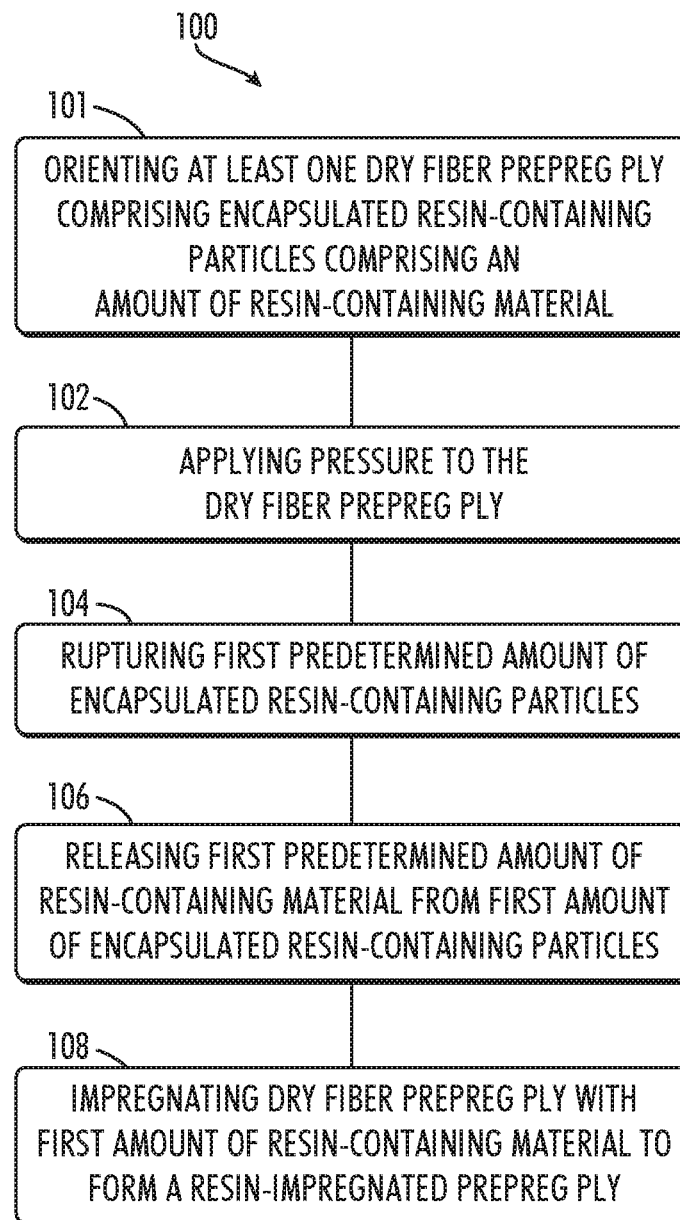 100
101
ORIENTING AT LEAST ONE DRY FIBER PREPREG PLY
COMPRISING ENCAPSULATED RESIN-CONTAINING
PARTICLES COMPRISING AN
AMOUNT OF RESIN-CONTAINING MATERIAL
102
APPLYING PRESSURE TO THE
DRY FIBER PREPREG PLY
104
RUPTURING FIRST PREDETERMINED AMOUNT OF
ENCAPSULATED RESIN-CONTAINING PARTICLES
106
RELEASING FIRST PREDETERMINED AMOUNT OF
RESIN-CONTAINING MATERIAL FROM FIRST AMOUNT
OF ENCAPSULATED RESIN-CONTAINING PARTICLES
108
IMPREGNATING DRY FIBER PREPREG PLY WITH
FIRST AMOUNT OF RESIN-CONTAINING MATERIAL TO
FORM A RESIN-IMPREGNATED PREPREG PLY